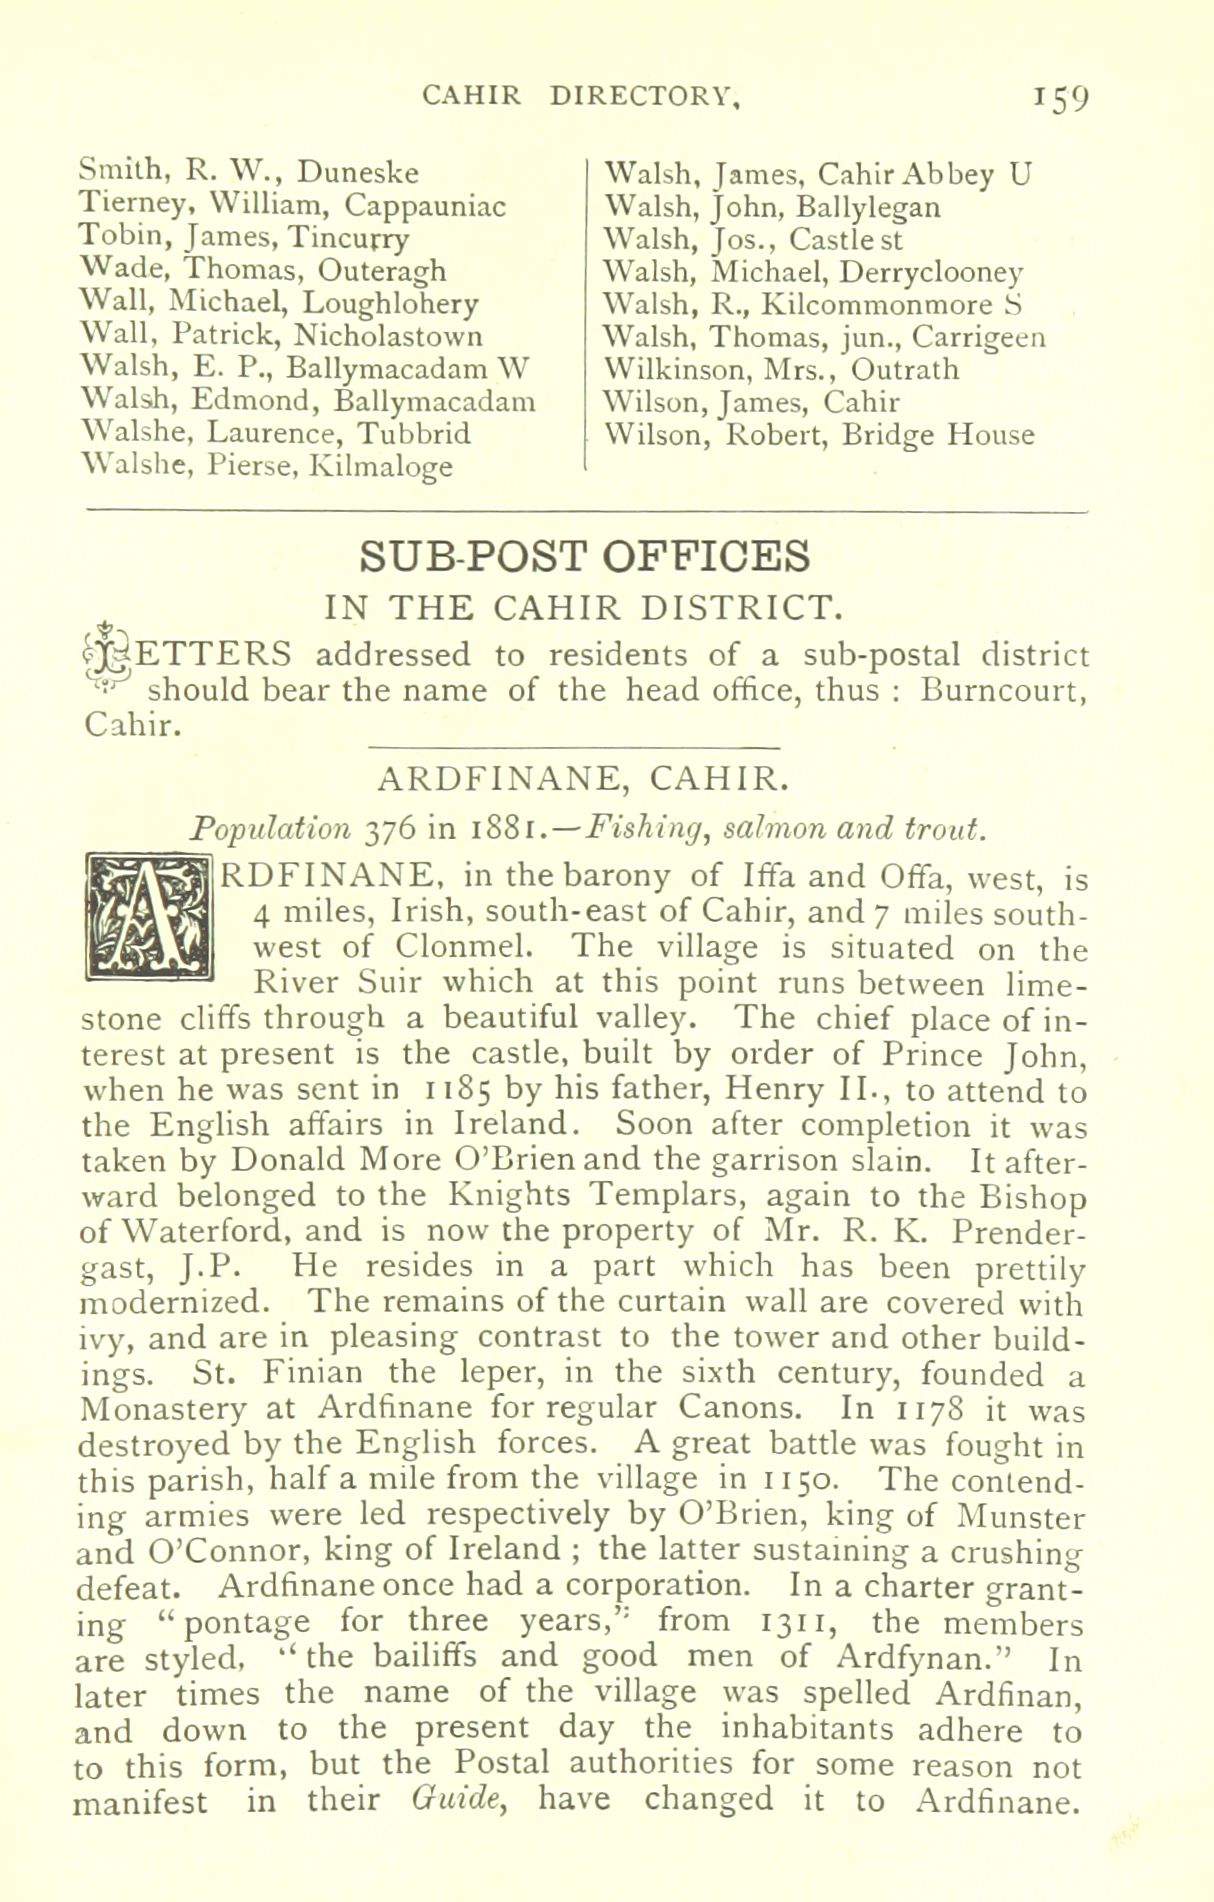 CAHIR DIRECTORY, 159
Smith, R. W., Duneske
Tierney, William, Cappauniac
Tobin, James, Tincurry
Wade, Thomas, Outeragh
Wall, Michael, Loughlohery
Wall, Patrick, Nicholastown
Walsh, E. P., Ballymacadam W
Walsh, Edmond, Ballymacadam
Walshe, Laurence, Tubbrid
Walshe, Pierse, Kilmaloge
Walsh, James, Cahir Abbey U
Walsh, John, Ballylegan
Walsh, Jos., Castle st
Walsh, Michael, Derryclooney
Walsh, R., Kilcommonmore S
Walsh, Thomas, jun., Carrigeen
Wilkinson, Mrs., Outrath
Wilson, James, Cahir
Wilson, Robert, Bridge House
SUB-POST OFFICES
IN THE CAHIR DISTRICT.
LETTERS addressed to residents of a sub-postal district
should bear the name of the head office, thus : Burncourt,
Cahir.
ARDFINANE, CAHIR.
Population 376 in 1881.—Fishing, salmon and trout.
ARDFINANE, in the barony of Iffa and Offa, west, is
4 miles, Irish, south-east of Cahir, and 7 miles south-
west of Clonmel. The village is situated on the
River Suir which at this point runs between lime-
stone cliffs through a beautiful valley. The chief place of in-
terest at present is the castle, built by order of Prince John,
when he was sent in 1185 by his father, Henry II., to attend to
the English affairs in Ireland. Soon after completion it was
taken by Donald More O'Brien and the garrison slain. It after-
ward belonged to the Knights Templars, again to the Bishop
of Waterford, and is now the property of Mr. R. K. Prender-
gast, J.P. He resides in a part which has been prettily
modernized. The remains of the curtain wall are covered with
ivy, and are in pleasing contrast to the tower and other build-
ings. St. Finian the leper, in the sixth century, founded a
Monastery at Ardfinane for regular Canons. In 1178 it was
destroyed by the English forces. A great battle was fought in
this parish, half a mile from the village in 1150. The contend-
ing armies were led respectively by O'Brien, king of Munster
and O'Connor, king of Ireland ; the latter sustaining a crushing
defeat. Ardfinane once had a corporation. In a charter grant-
ing "pontage for three years," from 1311, the members
are styled, "the bailiffs and good men of Ardfynan." In
later times the name of the village was spelled Ardfinan,
and down to the present day the inhabitants adhere to
to this form, but the Postal authorities for some reason not
manifest in their Guide, have changed it to Ardfinane.